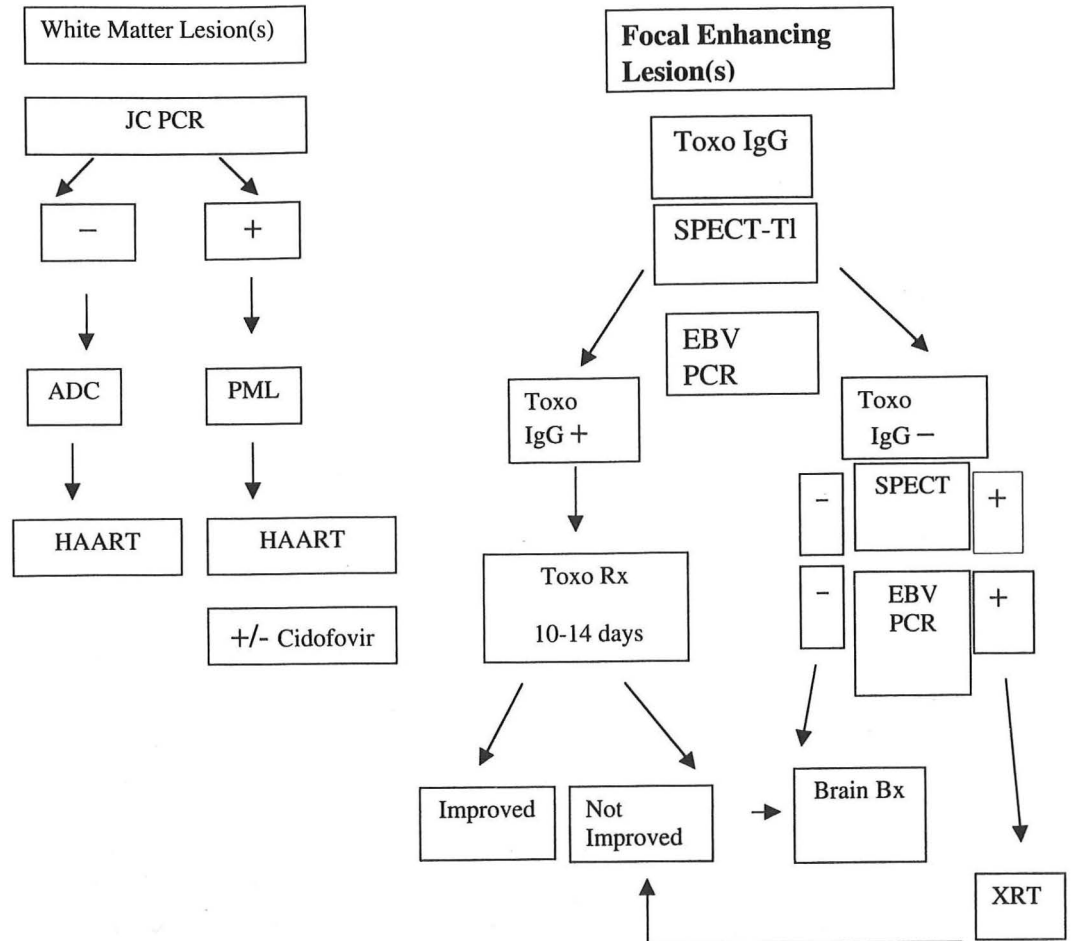 White Matter Lesion(s)
JC PCR
−
+
ADC
PML
HAART
HAART
+/- Cidofovir
Focal Enhancing
Lesion(s)
Toxo IgG
SPECT-Tl
EBV
PCR
Toxo
IgG +
Toxo
IgG −
-
SPECT
+
-
EBV
PCR
+
Toxo Rx
10-14 days
Improved
Not
Improved
Brain Bx
XRT